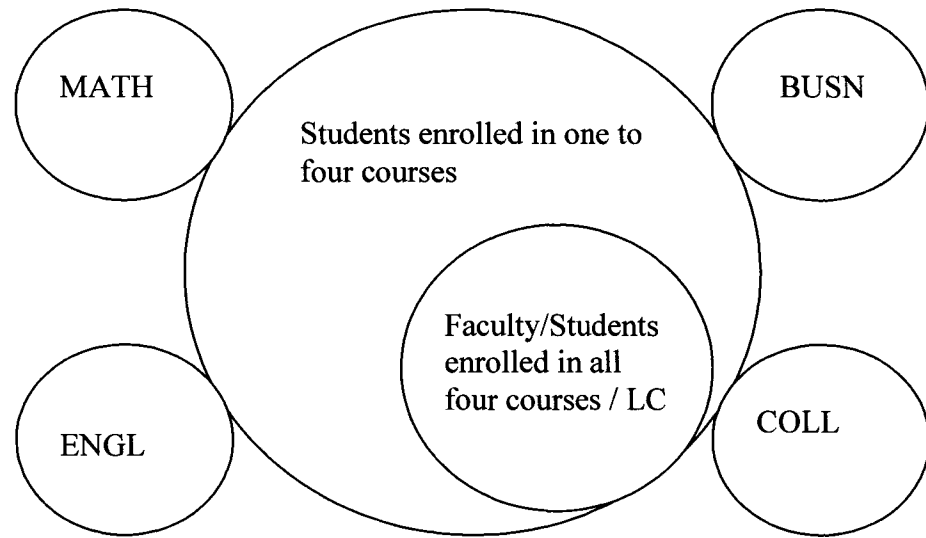 MATH
BUSN
Students enrolled in one to
four courses
Faculty/Students
enrolled in all
four courses / LC
ENGL
COLL